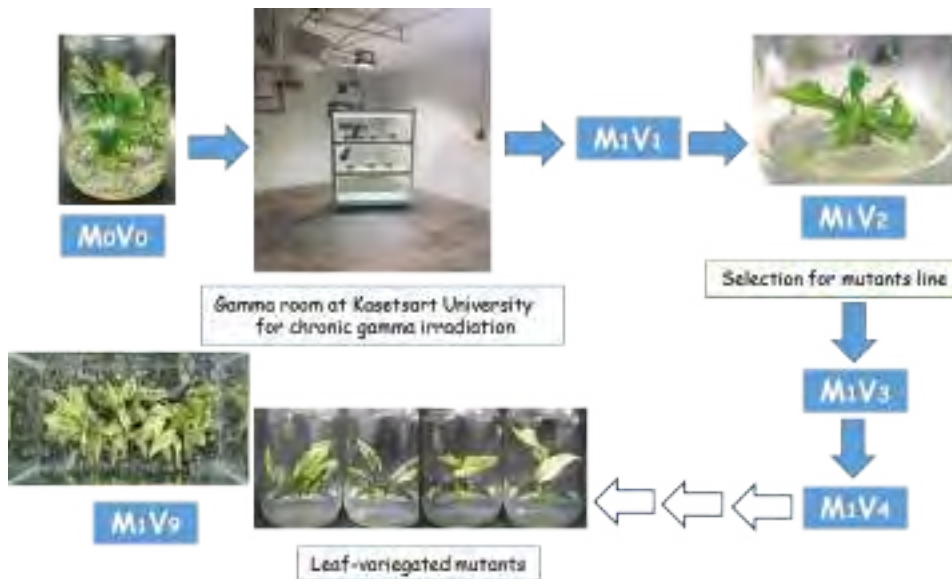 M0V0
Gamma room at Kasetsart University
for chronic gamma irradiation
M1V1
M1V2
Selection for mutants line
M1V3
M1V4
Leaf-variegated mutants
M1V9